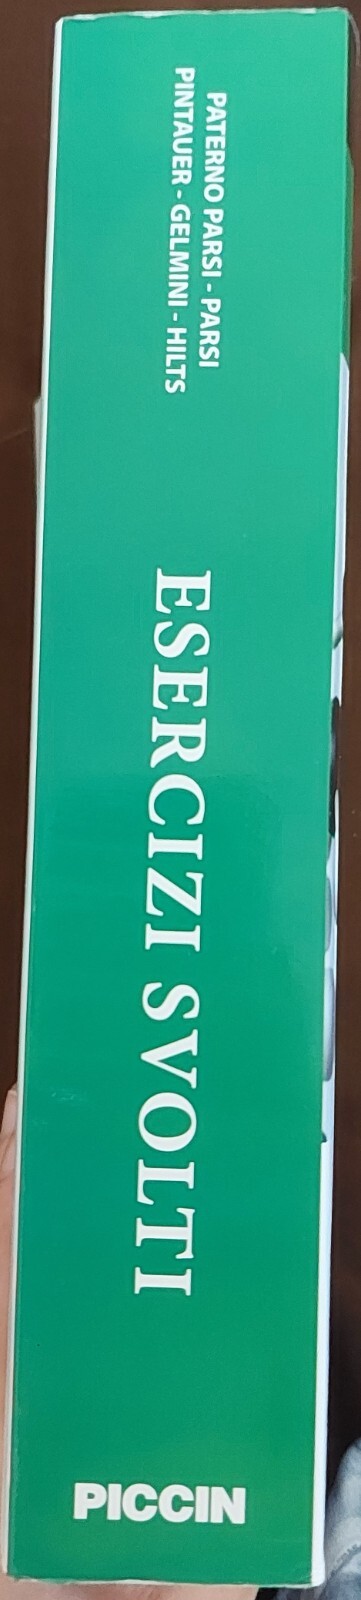 PATERNO PARSI - PARSI
PINTAUER - GELMINI - HILTS
ESERCIZI SVOLTI
PICCIN